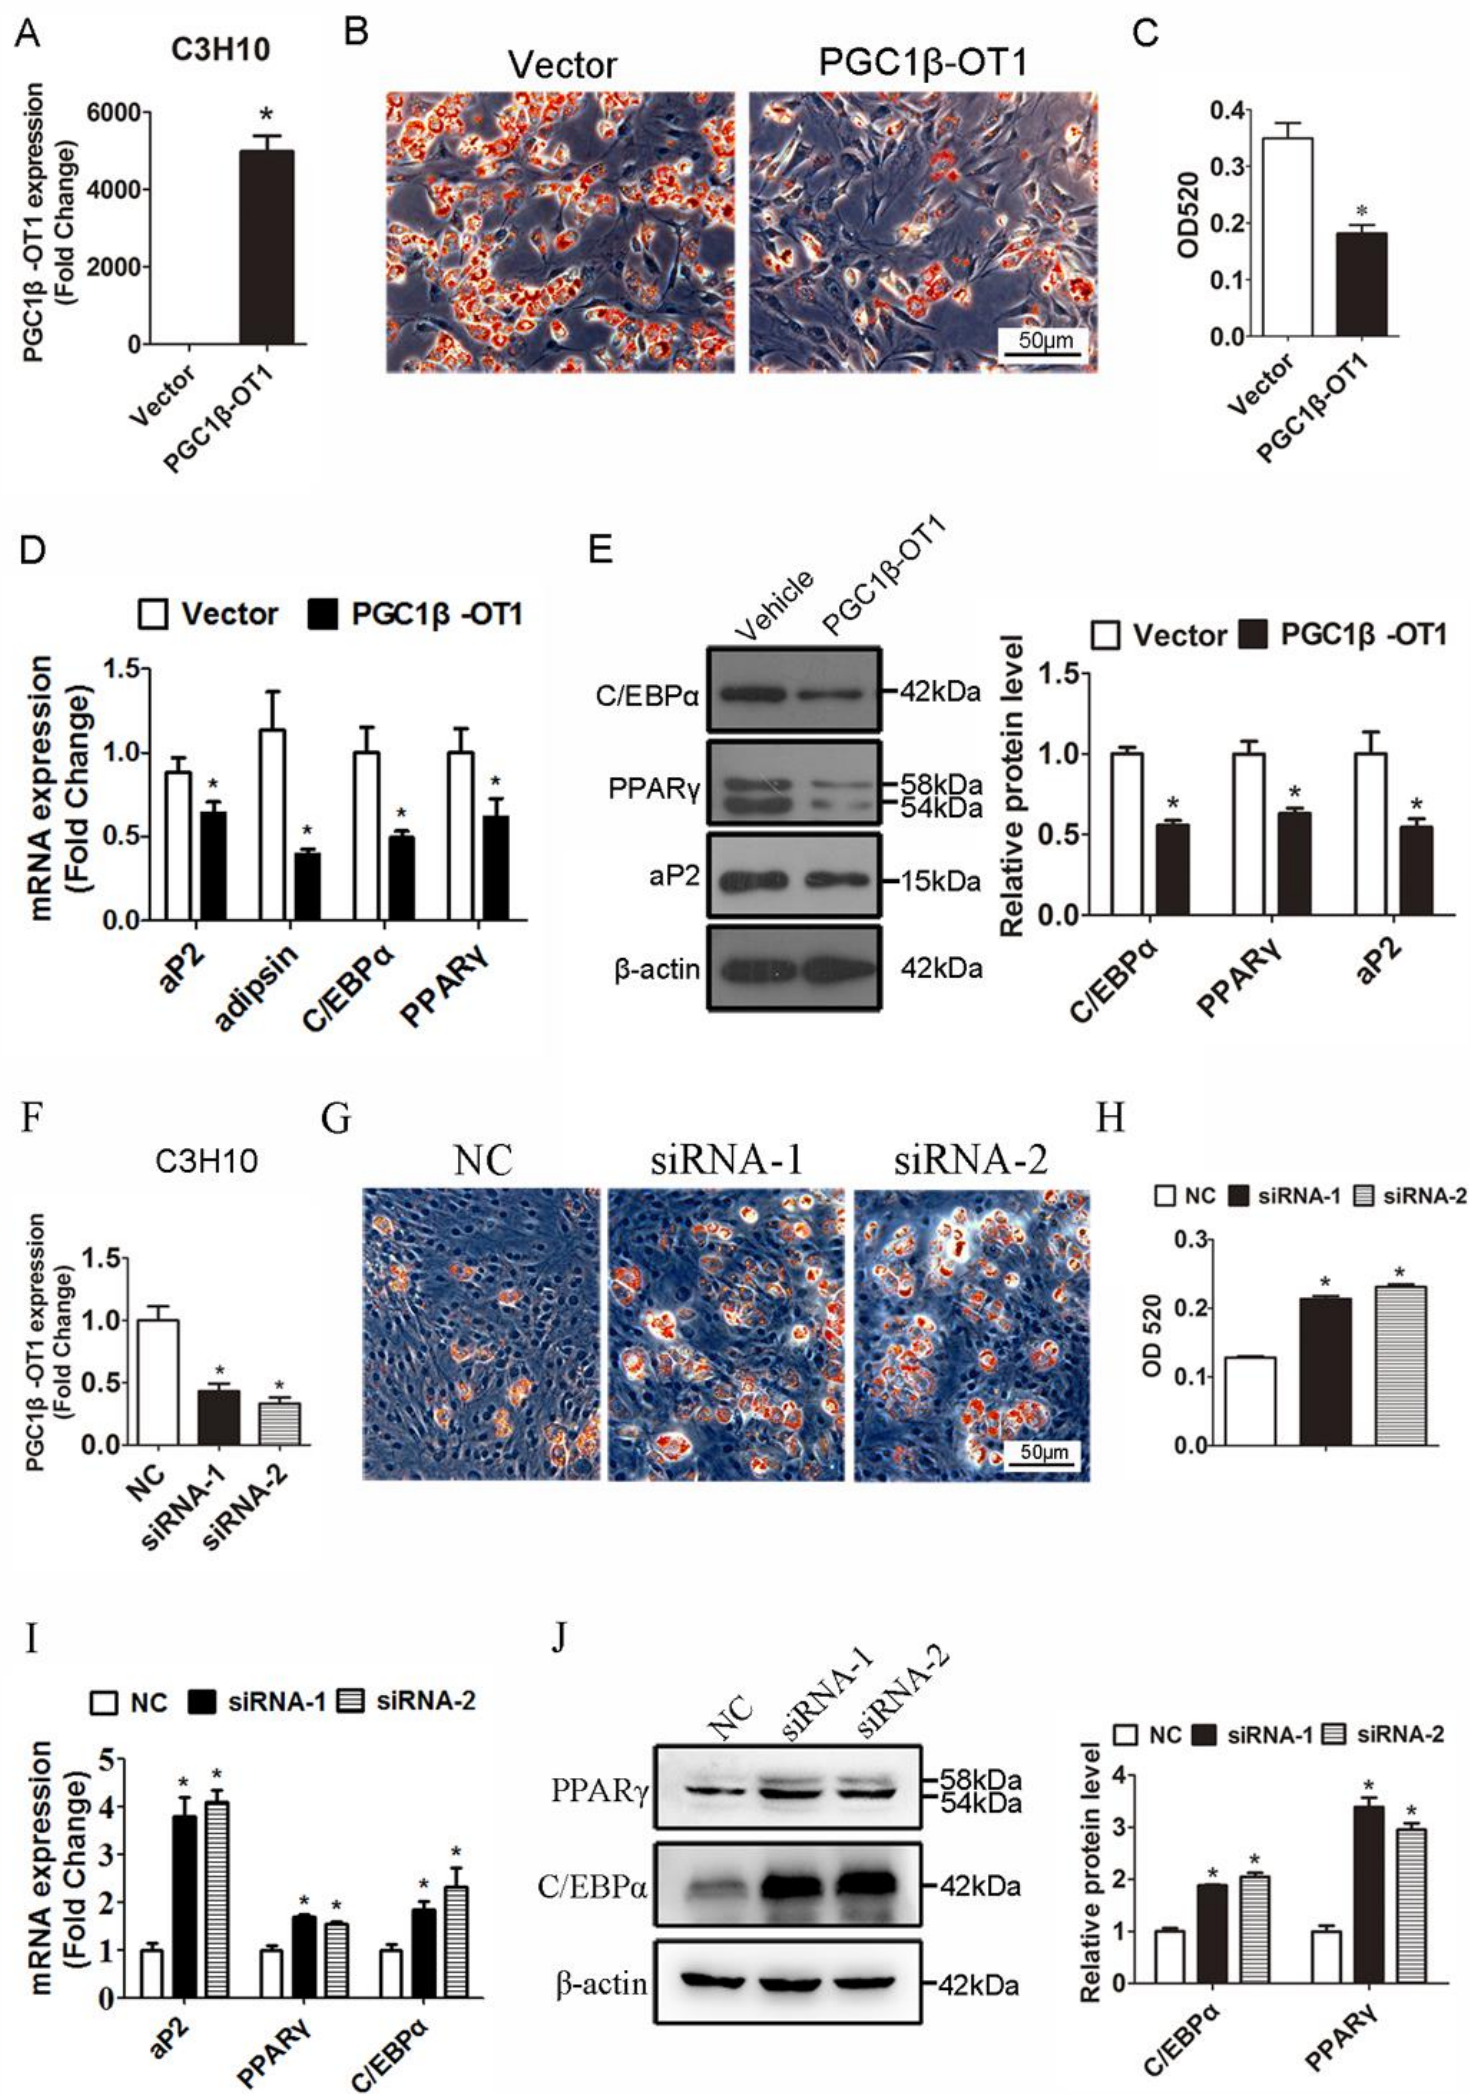 A
C3H10
PGC1β -OT1 expression
(Fold Change)
6000
4000
2000
0
*
Vector
PGC1β-OT1
B
Vector
PGC1β-OT1
50μm
C
OD520
0.4
0.3
0.2
0.1
0.0
*
Vector
PGC1β-OT1
D
Vector
PGC1β -OT1
mRNA expression
(Fold Change)
1.5
1.0
0.5
0.0
*
*
*
*
aP2
adipsin
C/EBPα
PPARγ
E
Vehicle
PGC1β-OT1
C/EBPα
42kDa
PPARγ
58kDa
54kDa
aP2
15kDa
β-actin
42kDa
Vector
PGC1β -OT1
Relative protein level
1.5
1.0
0.5
0.0
*
*
*
C/EBPα
PPARγ
aP2
F
C3H10
PGC1β -OT1 expression
(Fold Change)
1.5
1.0
0.5
0.0
*
*
NC
siRNA-1
siRNA-2
G
NC
siRNA-1
siRNA-2
50μm
H
NC
siRNA-1
siRNA-2
OD 520
0.3
0.2
0.1
0.0
*
*
I
NC
siRNA-1
siRNA-2
mRNA expression
(Fold Change)
5
4
3
2
1
0
*
*
*
*
*
*
aP2
PPARγ
C/EBPα
J
NC
siRNA-1
siRNA-2
PPARγ
58kDa
54kDa
C/EBPα
42kDa
β-actin
42kDa
NC
siRNA-1
siRNA-2
Relative protein level
4
3
2
1
0
*
*
*
*
C/EBPα
PPARγ